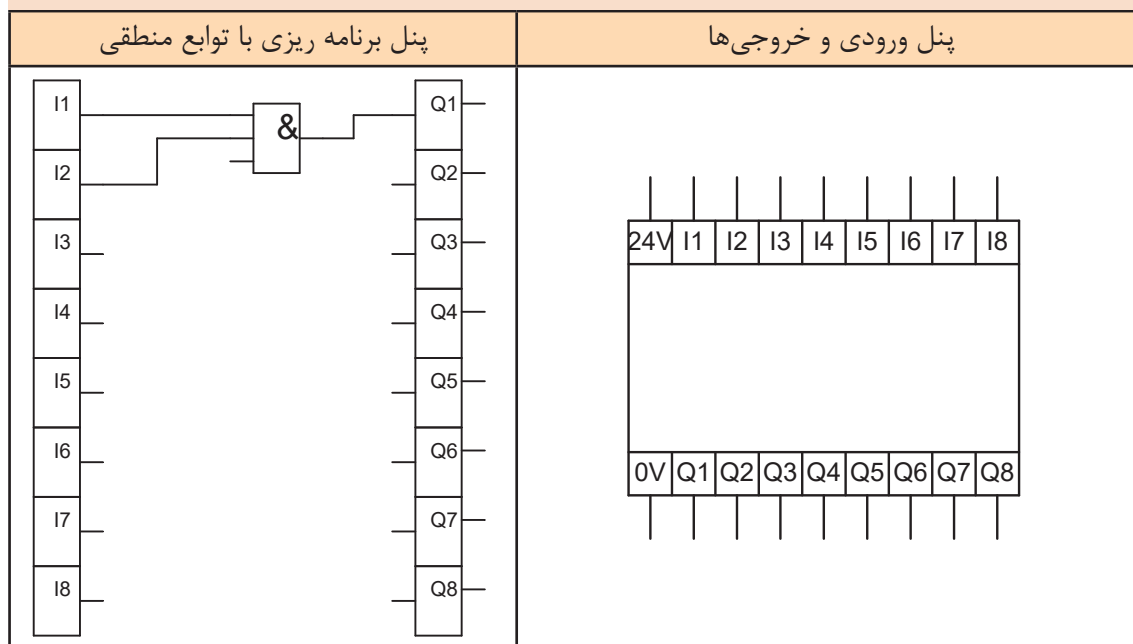 پنل ورودی و خروجی‌ها
پنل برنامه ریزی با توابع منطقی
24V I1 I2 I3 I4 I5 I6 I7 I8
0V Q1 Q2 Q3 Q4 Q5 Q6 Q7 Q8
I1 & Q1
I2 Q2
I3 Q3
I4 Q4
I5 Q5
I6 Q6
I7 Q7
I8 Q8